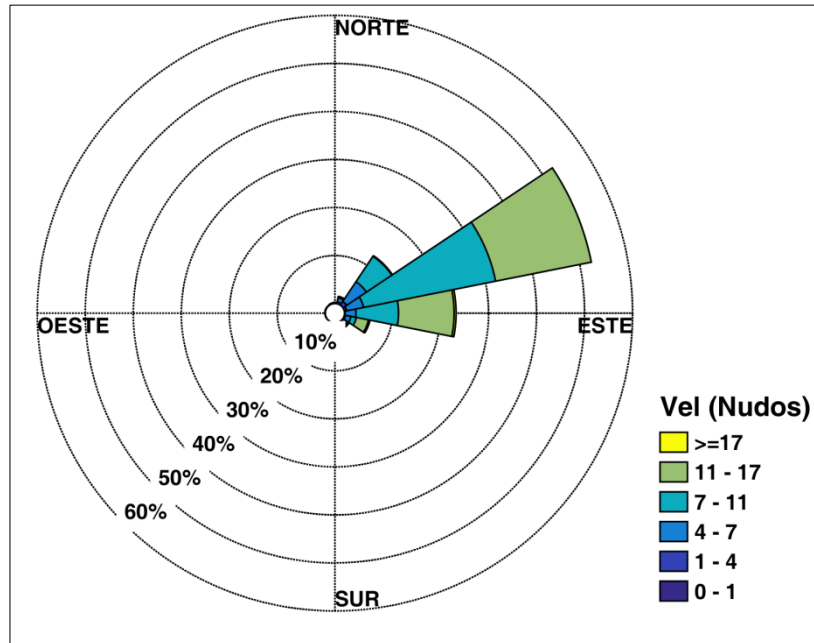 NORTE
OESTE
ESTE
10%
20%
30%
40%
50%
60%
SUR
Vel (Nudos)
>=17
11 - 17
7 - 11
4 - 7
1 - 4
0 - 1